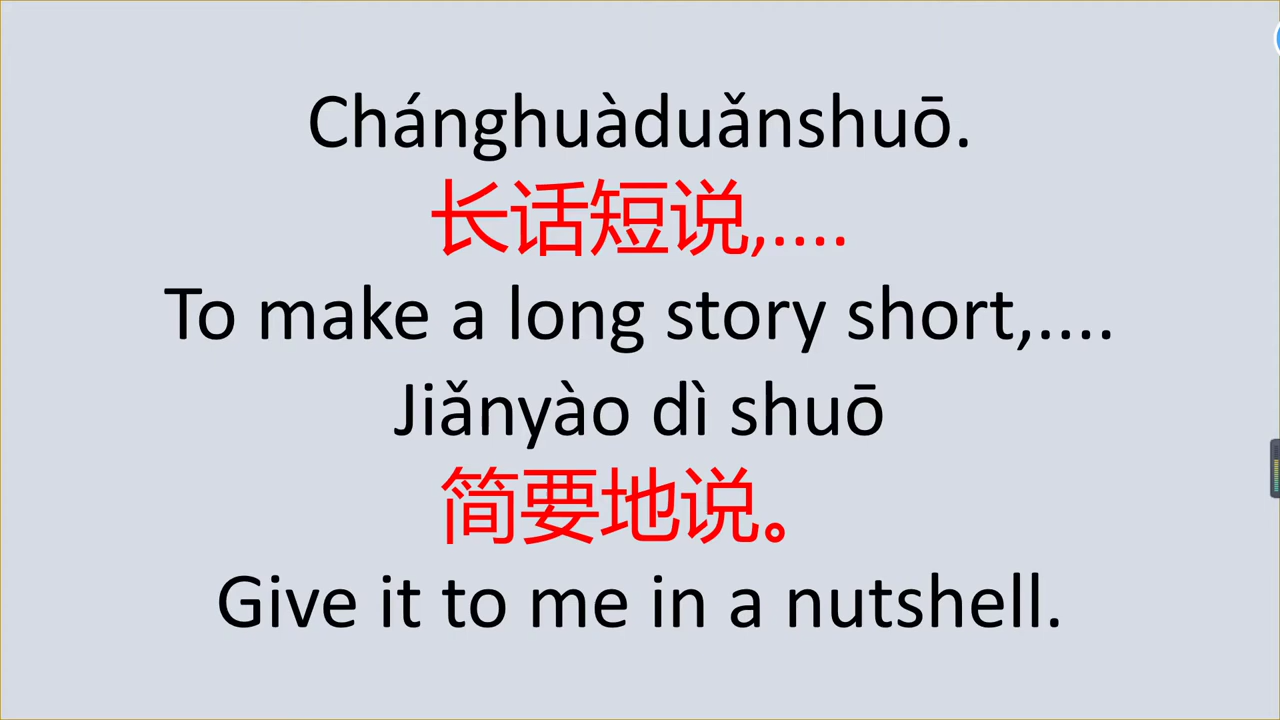 Chánghuàduǎnshuō.
长话短说,....
To make a long story short,....
Jiǎnyào dì shuō
简要地说。
Give it to me in a nutshell.